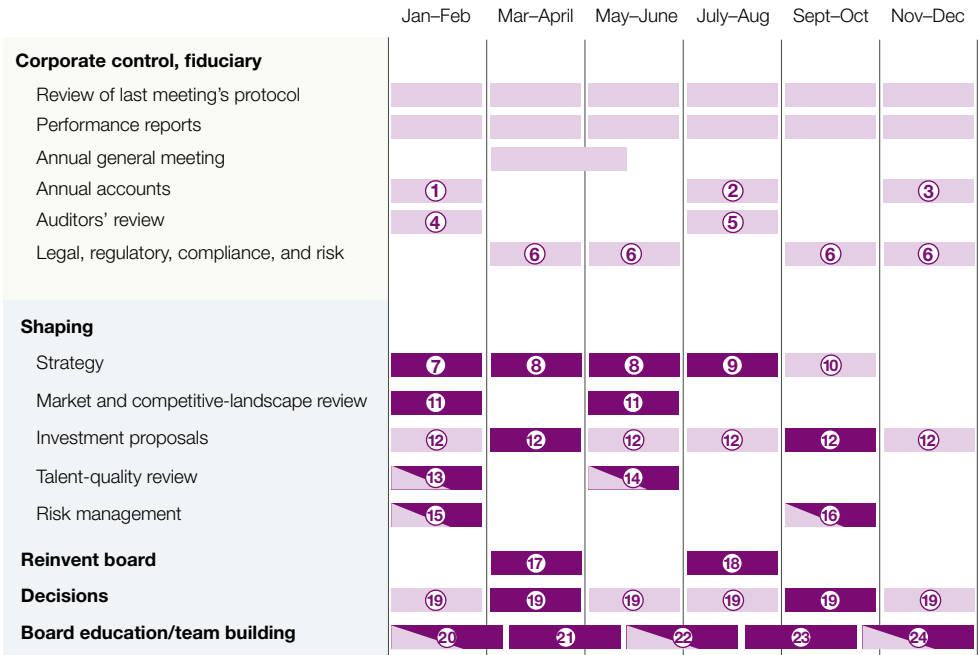 Jan–Feb Mar–April May–June July–Aug Sept–Oct Nov–Dec
Corporate control, fiduciary
Review of last meeting’s protocol
Performance reports
Annual general meeting
Annual accounts 1 2 3
Auditors’ review 4 5
Legal, regulatory, compliance, and risk 6 6 6 6
Shaping
Strategy 7 8 8 9 10
Market and competitive-landscape review 11 11
Investment proposals 12 12 12 12 12 12
Talent-quality review 13 14
Risk management 15 16
Reinvent board 17 18
Decisions 19 19 19 19 19 19
Board education/team building 20 21 22 23 24